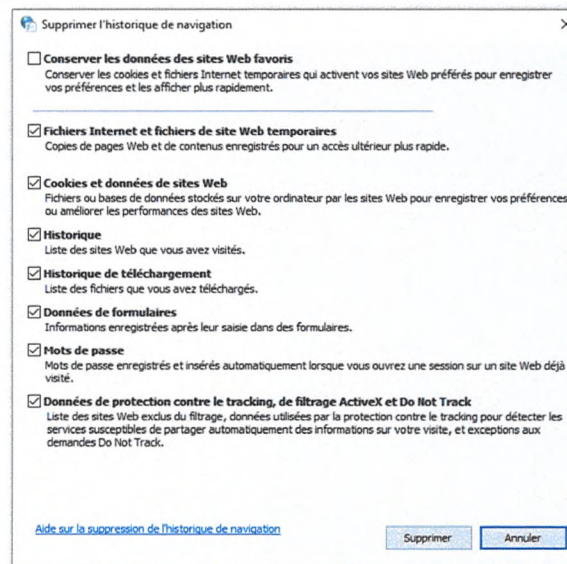 Supprimer l'historique de navigation
Conserver les données des sites Web favoris
Conserver les cookies et fichiers Internet temporaires qui activent vos sites Web préférés pour enregistrer
vos préférences et les afficher plus rapidement.
Fichiers Internet et fichiers de site Web temporaires
Copies de pages Web et de contenus enregistrés pour un accès ultérieur plus rapide.
Cookies et données de sites Web
Fichiers ou bases de données stockés sur votre ordinateur par les sites Web pour enregistrer vos préférences
ou améliorer les performances des sites Web.
Historique
Liste des sites Web que vous avez visités.
Historique de téléchargement
Liste des fichiers que vous avez téléchargés.
Données de formulaires
Informations enregistrées après leur saisie dans des formulaires.
Mots de passe
Mots de passe enregistrés et insérés automatiquement lorsque vous ouvrez une session sur un site Web déjà
visité.
Données de protection contre le tracking, de filtrage ActiveX et Do Not Track
Liste des sites Web exclus du filtrage, données utilisées par la protection contre le tracking pour détecter les
services susceptibles de partager automatiquement des informations sur votre visite, et exceptions aux
demandes Do Not Track.
Aide sur la suppression de l'historique de navigation
Supprimer
Annuler